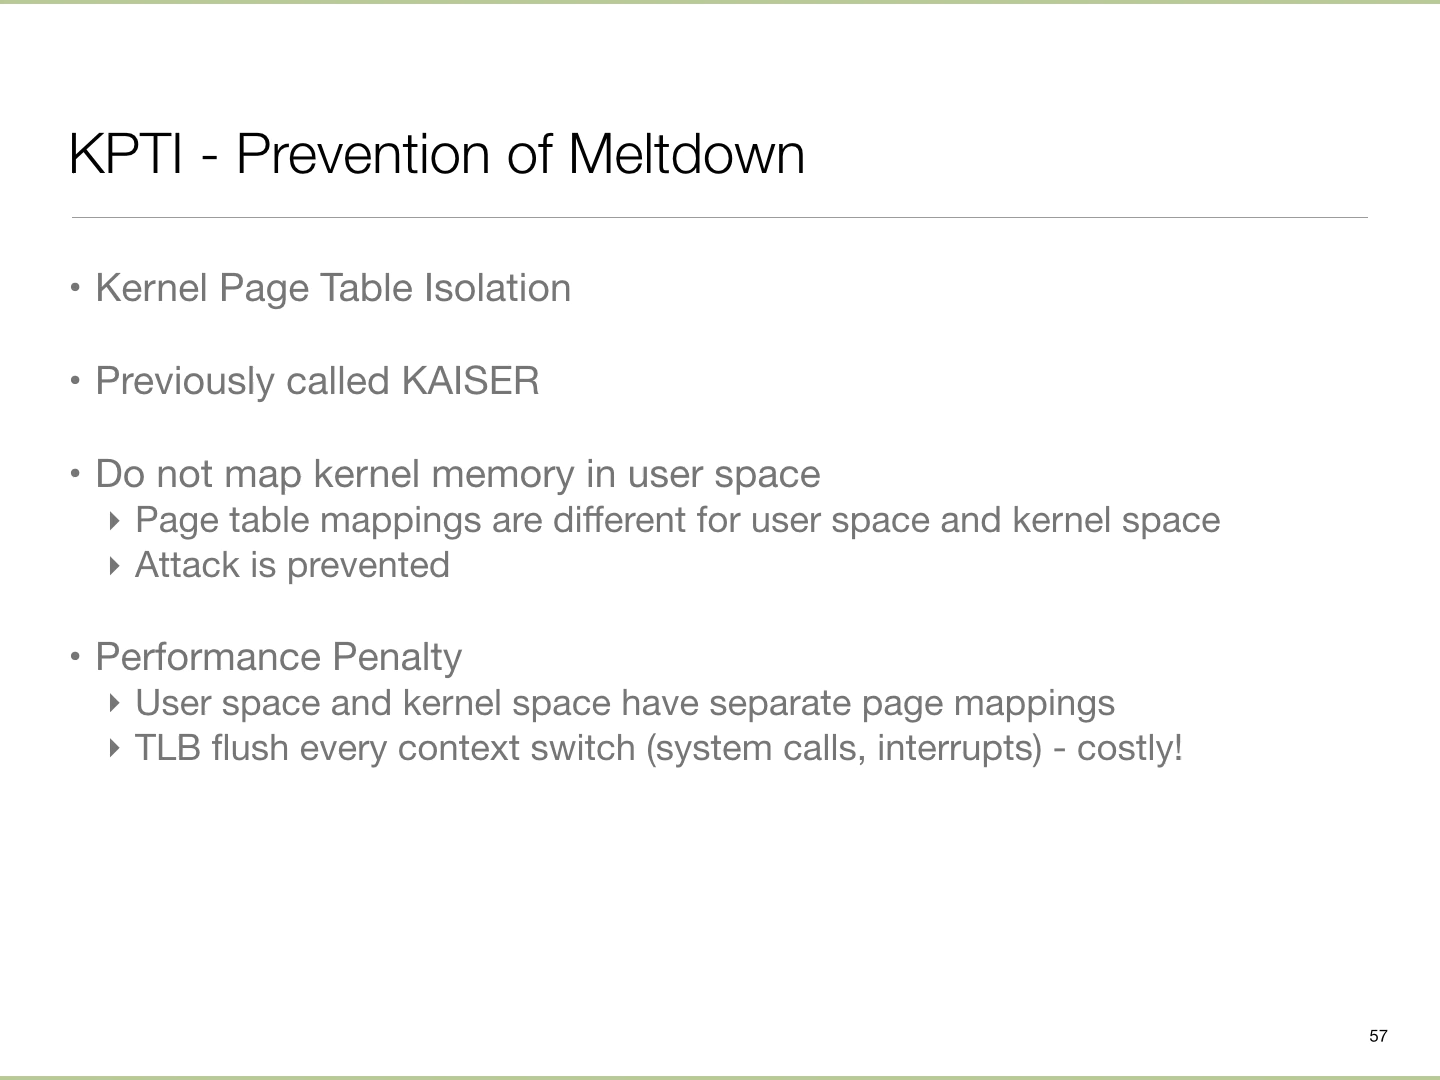 KPTI - Prevention of Meltdown
• Kernel Page Table Isolation
• Previously called KAISER
• Do not map kernel memory in user space
‣ Page table mappings are different for user space and kernel space
‣ Attack is prevented
• Performance Penalty
‣ User space and kernel space have separate page mappings
‣ TLB flush every context switch (system calls, interrupts) - costly!
57